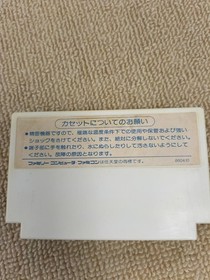 カセットについてのお願い
●精密機器ですので、極端な温度条件下での使用や保管および強い
ショックをさけてください。また、絶対に分解しないでください。
●端子部に手を触れたり、水にぬらしたりして汚さないようにして
ください。故障の原因となります。
ファミリーコンピュータ・ファミコンは任天堂の商標です。